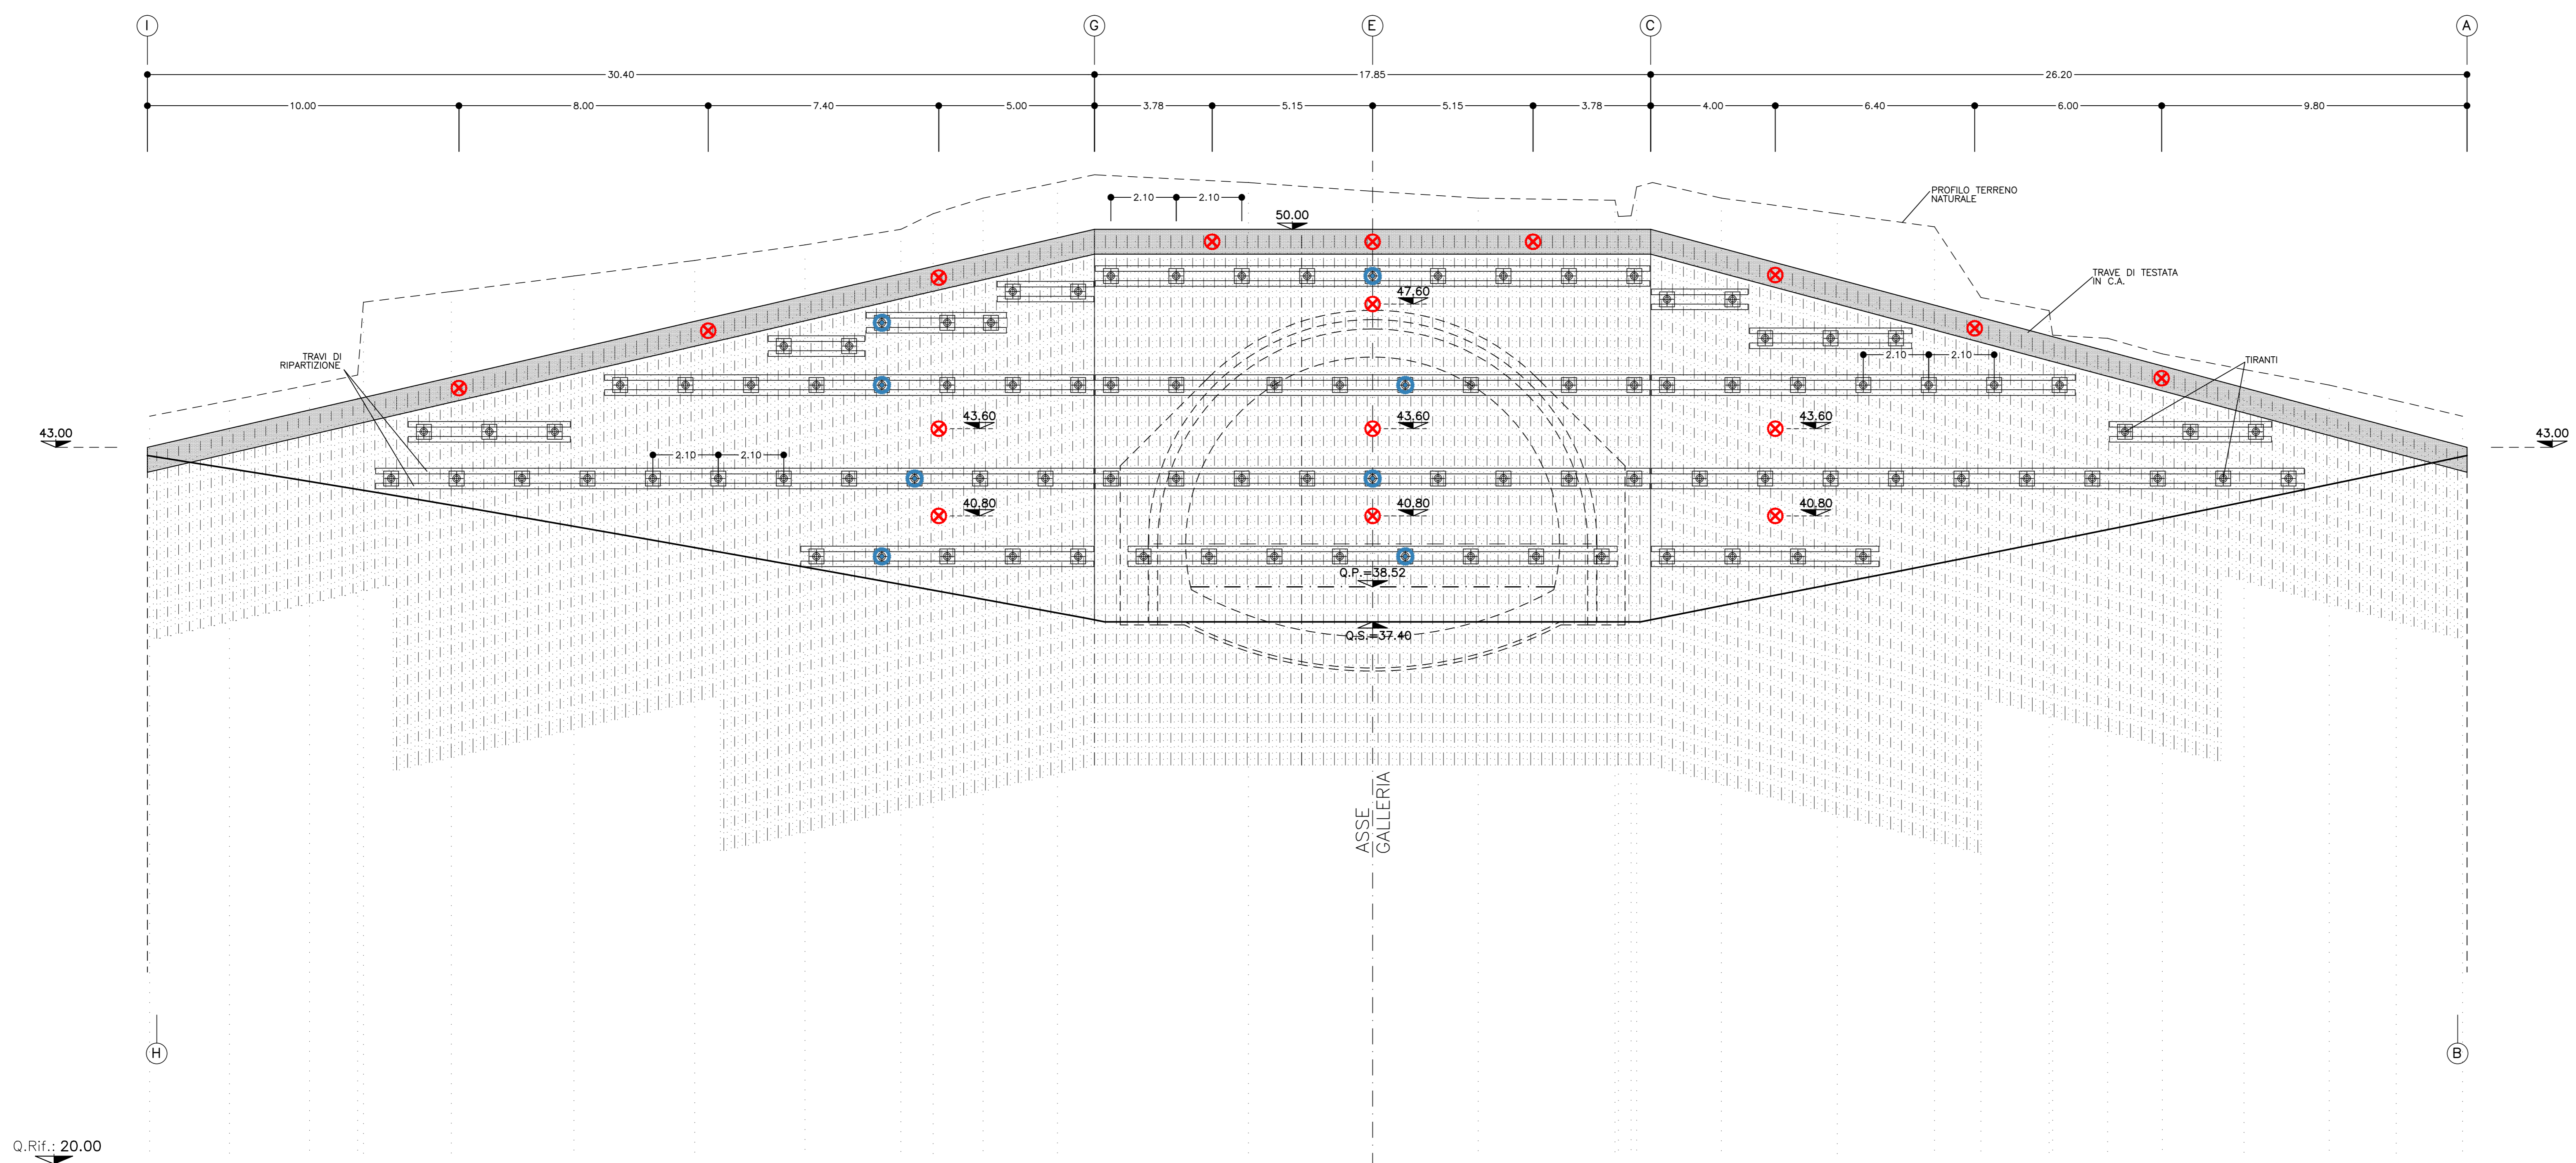 I
G
E
C
A
30.40
17.85
26.20
10.00
8.00
7.40
5.00
3.78
5.15
5.15
3.78
4.00
6.40
6.00
9.80
PROFILO TERRENO
NATURALE
2.10
2.10
50.00
TRAVE DI TESTATA
IN C.A.
47.60
TRAVI DI
RIPARTIZIONE
2.10
2.10
TIRANTI
43.60
43.60
43.60
43.00
43.00
2.10
2.10
40.80
40.80
40.80
Q.P.=38.52
Q.S.=37.40
ASSE
GALLERIA
H
B
Q.Rif.: 20.00